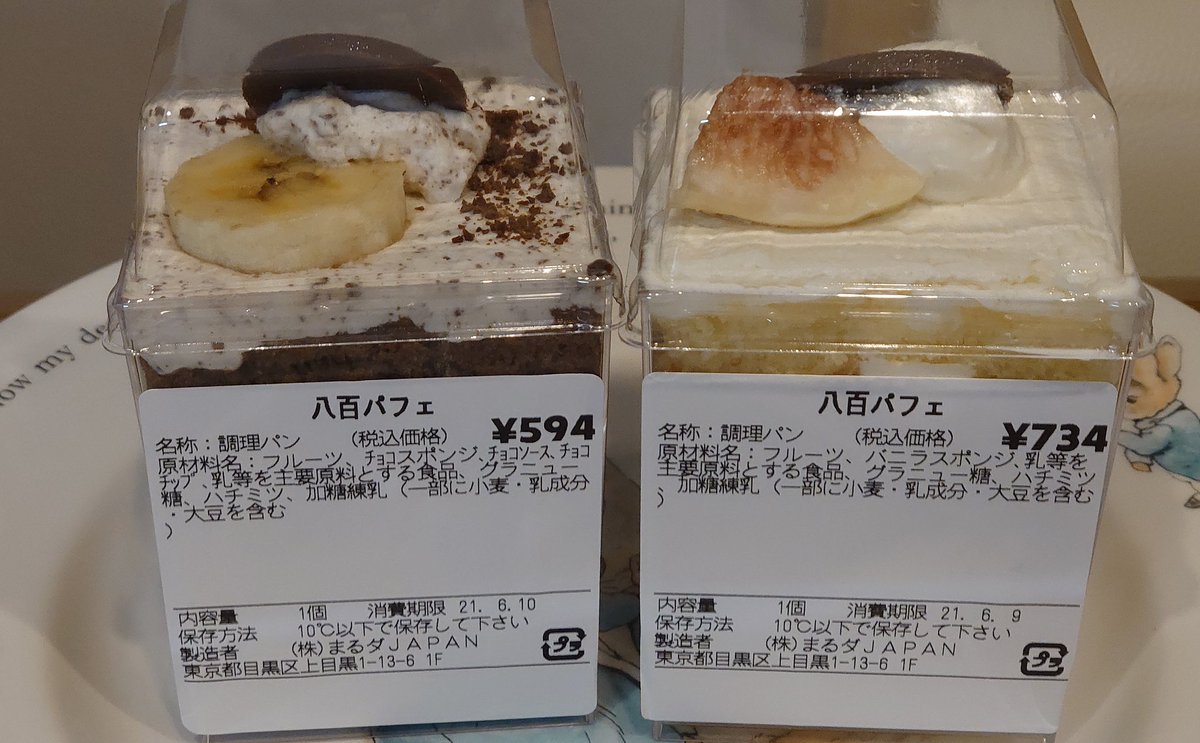 how my de
八百パフェ
¥594
名称:調理パン (税込価格)
原材料名:フルーツ、チョコスポンジ、チョコソース、チョコ
チップ、乳等を主要原料とする食品、グラニュー
糖、ハチミツ、加糖練乳(一部に小麦・乳成分
・大豆を含む
)
内容量 1個 消費期限 21. 6.10
保存方法 10℃以下で保存して下さい
製造者 (株)まるダJAPAN
東京都目黒区上目黒1-13-6 1F
プラ
八百パフェ
¥734
名称:調理パン (税込価格)
原材料名:フルーツ、バニラスポンジ、乳等を
主要原料とする食品、グラニュー糖、ハチミツ
、加糖練乳(一部に小麦・乳成分・大豆を含む
)
内容量 1個 消費期限 21. 6. 9
保存方法 10℃以下で保存して下さい
製造者 (株)まるダJAPAN
東京都目黒区上目黒1-13-6 1F
プラ